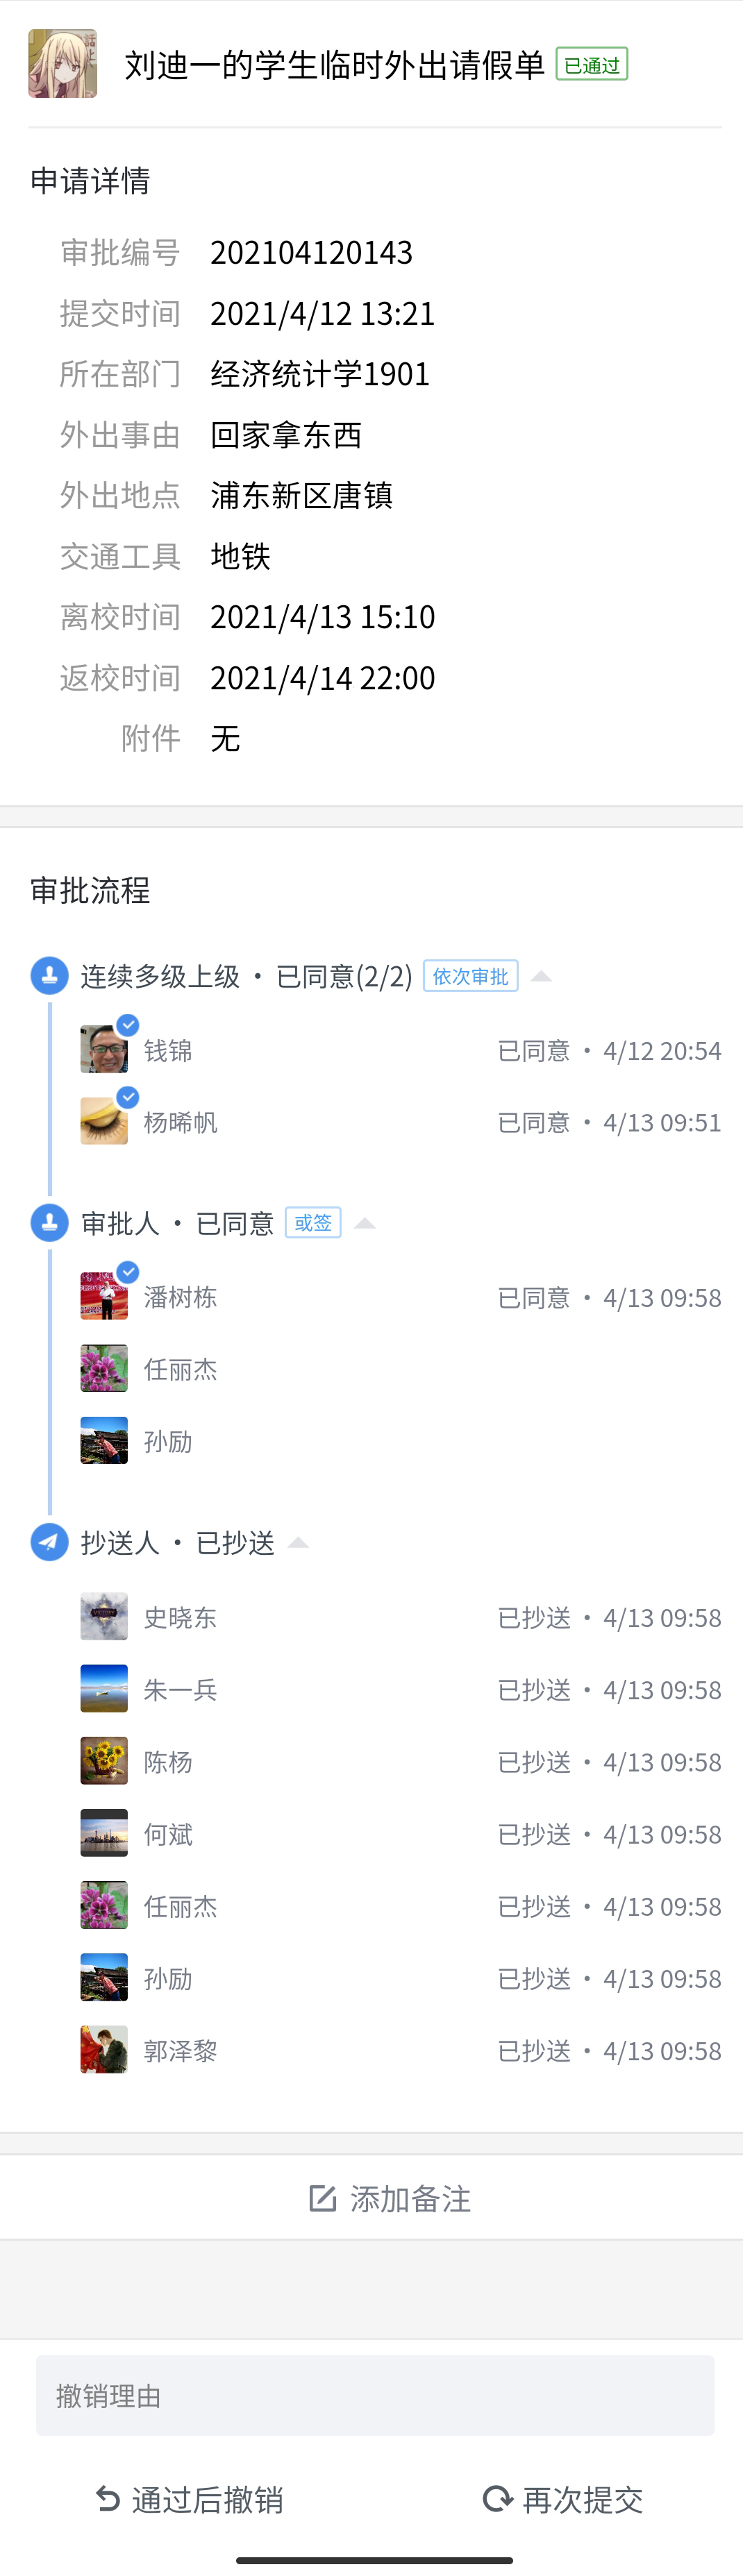 刘迪一的学生临时外出请假单 已通过
申请详情
审批编号 202104120143
提交时间 2021/4/12 13:21
所在部门 经济统计学1901
外出事由 回家拿东西
外出地点 浦东新区唐镇
交通工具 地铁
离校时间 2021/4/13 15:10
返校时间 2021/4/14 22:00
附件 无
审批流程
连续多级上级 · 已同意(2/2) 依次审批
钱锦 已同意 · 4/12 20:54
杨晞帆 已同意 · 4/13 09:51
审批人 · 已同意 或签
潘树栋 已同意 · 4/13 09:58
任丽杰
孙励
抄送人 · 已抄送
史晓东 已抄送 · 4/13 09:58
朱一兵 已抄送 · 4/13 09:58
陈杨 已抄送 · 4/13 09:58
何斌 已抄送 · 4/13 09:58
任丽杰 已抄送 · 4/13 09:58
孙励 已抄送 · 4/13 09:58
郭泽黎 已抄送 · 4/13 09:58
添加备注
撤销理由
通过后撤销 再次提交